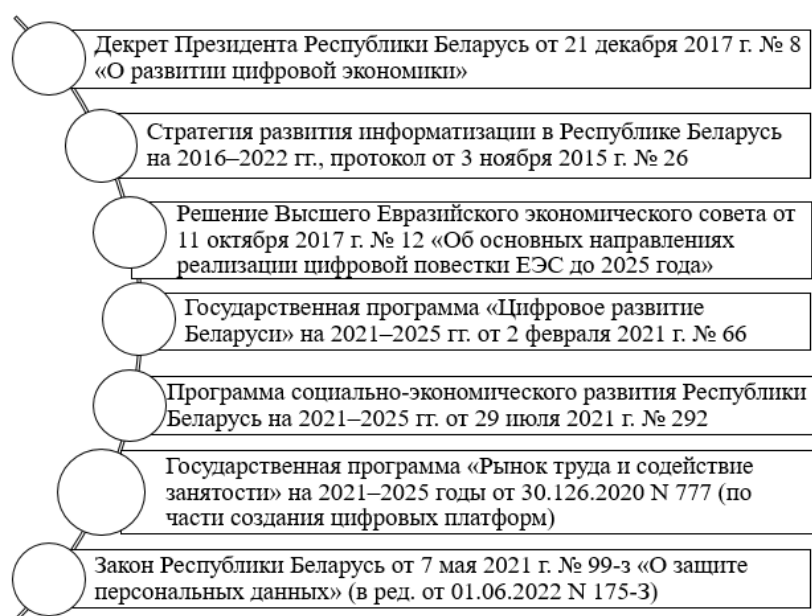 Декрет Президента Республики Беларусь от 21 декабря 2017 г. № 8
«О развитии цифровой экономики»
Стратегия развития информатизации в Республике Беларусь
на 2016–2022 гг., протокол от 3 ноября 2015 г. № 26
Решение Высшего Евразийского экономического совета от
11 октября 2017 г. № 12 «Об основных направлениях
реализации цифровой повестки ЕЭС до 2025 года»
Государственная программа «Цифровое развитие
Беларуси» на 2021–2025 гг. от 2 февраля 2021 г. № 66
Программа социально-экономического развития Республики
Беларусь на 2021–2025 гг. от 29 июля 2021 г. № 292
Государственная программа «Рынок труда и содействие
занятости» на 2021–2025 годы от 30.126.2020 N 777 (по
части создания цифровых платформ)
Закон Республики Беларусь от 7 мая 2021 г. № 99-з «О защите
персональных данных» (в ред. от 01.06.2022 N 175-З)